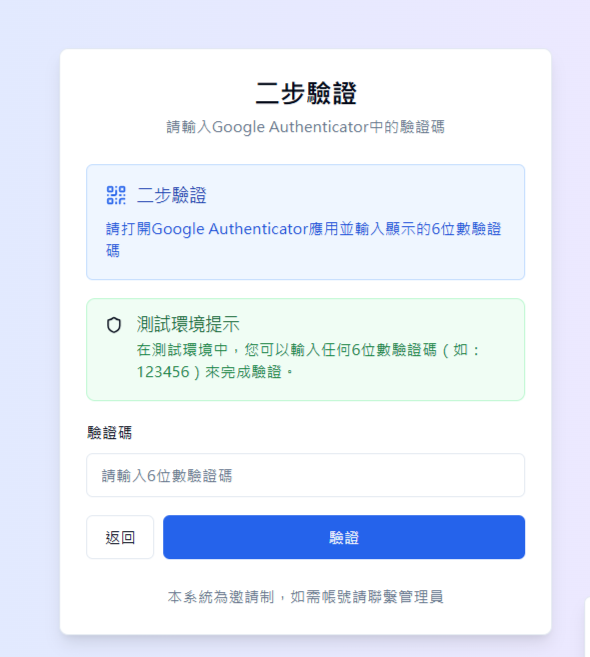 二步驗證
請輸入Google Authenticator中的驗證碼
二步驗證
請打開Google Authenticator應用並輸入顯示的6位數驗證
碼
測試環境提示
在測試環境中，您可以輸入任何6位數驗證碼（如：
123456）來完成驗證。
驗證碼
請輸入6位數驗證碼
返回
驗證
本系統為邀請制，如需帳號請聯繫管理員